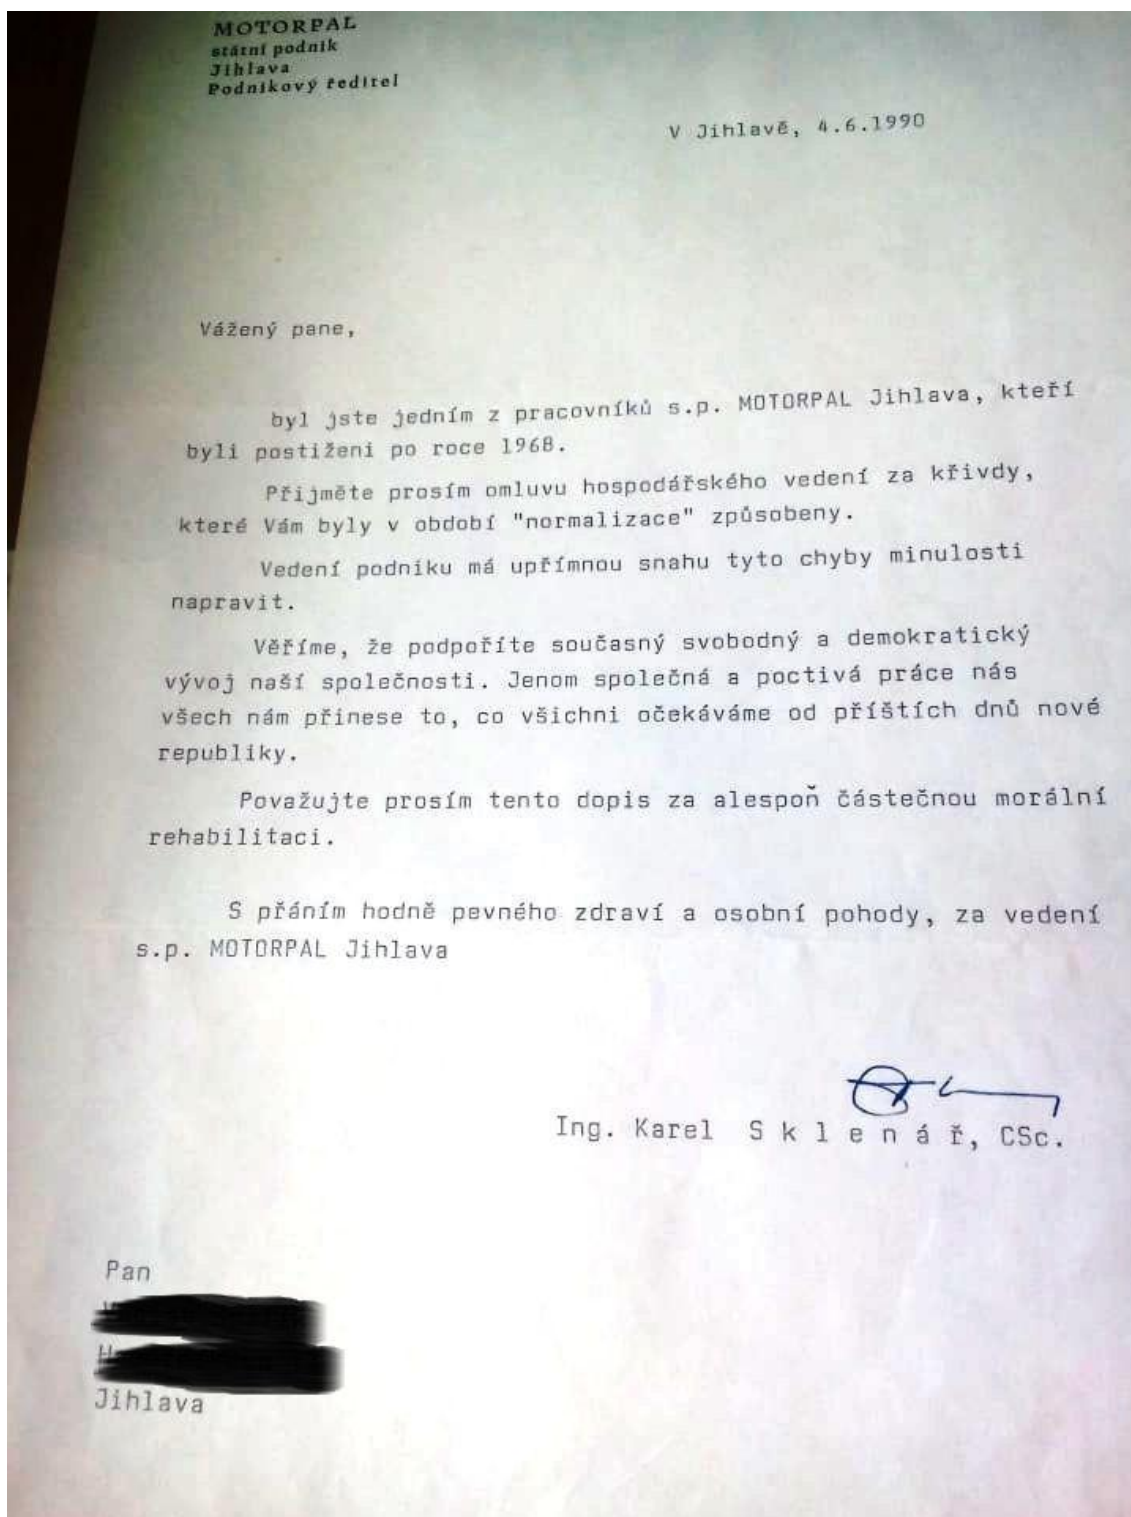 MOTORPAL
státní podnik
Jihlava
Podnikový ředitel
V Jihlavě, 4.6.1990
Vážený pane,
byl jste jedním z pracovníků s.p. MOTORPAL Jihlava, kteří
byli postiženi po roce 1968.
Přijměte prosím omluvu hospodářského vedení za křivdy,
které Vám byly v období "normalizace" způsobeny.
Vedení podniku má upřímnou snahu tyto chyby minulosti
napravit.
Věříme, že podpoříte současný svobodný a demokratický
vývoj naší společnosti. Jenom společná a poctivá práce nás
všech nám přinese to, co všichni očekáváme od příštích dnů nové
republiky.
Považujte prosím tento dopis za alespoň částečnou morální
rehabilitaci.
S přáním hodně pevného zdraví a osobní pohody, za vedení
s.p. MOTORPAL Jihlava
Ing. Karel S k l e n á ř, CSc.
Pan
Jihlava